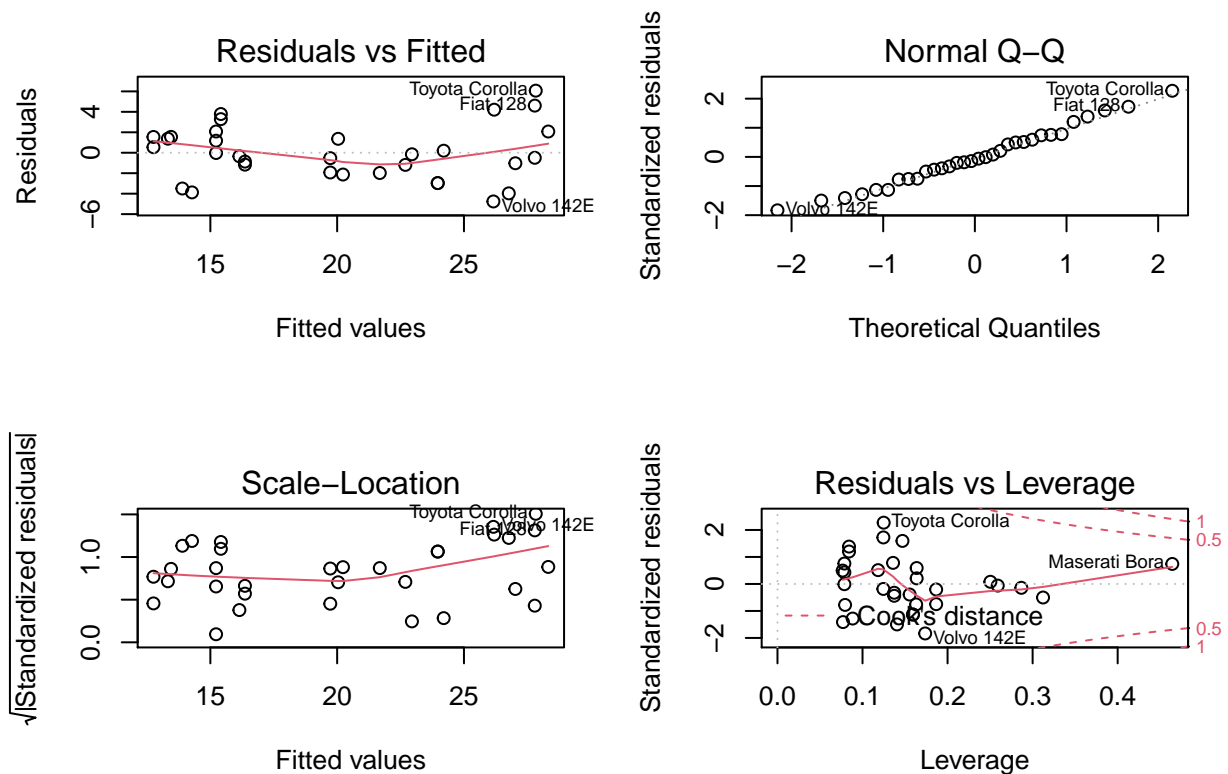 Residuals vs Fitted
Residuals
4
0
−6
Toyota Corolla
Fiat 128
Volvo 142E
15
20
25
Fitted values
Normal Q−Q
Standardized residuals
2
0
−2
Toyota Corolla
Fiat 128
Volvo 142E
−2
−1
0
1
2
Theoretical Quantiles
Scale−Location
√|Standardized residuals|
1.0
0.0
Toyota Corolla
Fiat 128
Volvo 142E
15
20
25
Fitted values
Residuals vs Leverage
Standardized residuals
2
0
−2
Toyota Corolla
Maserati Bora
Cook's distance
Volvo 142E
1
0.5
0.5
1
0.0
0.1
0.2
0.3
0.4
Leverage